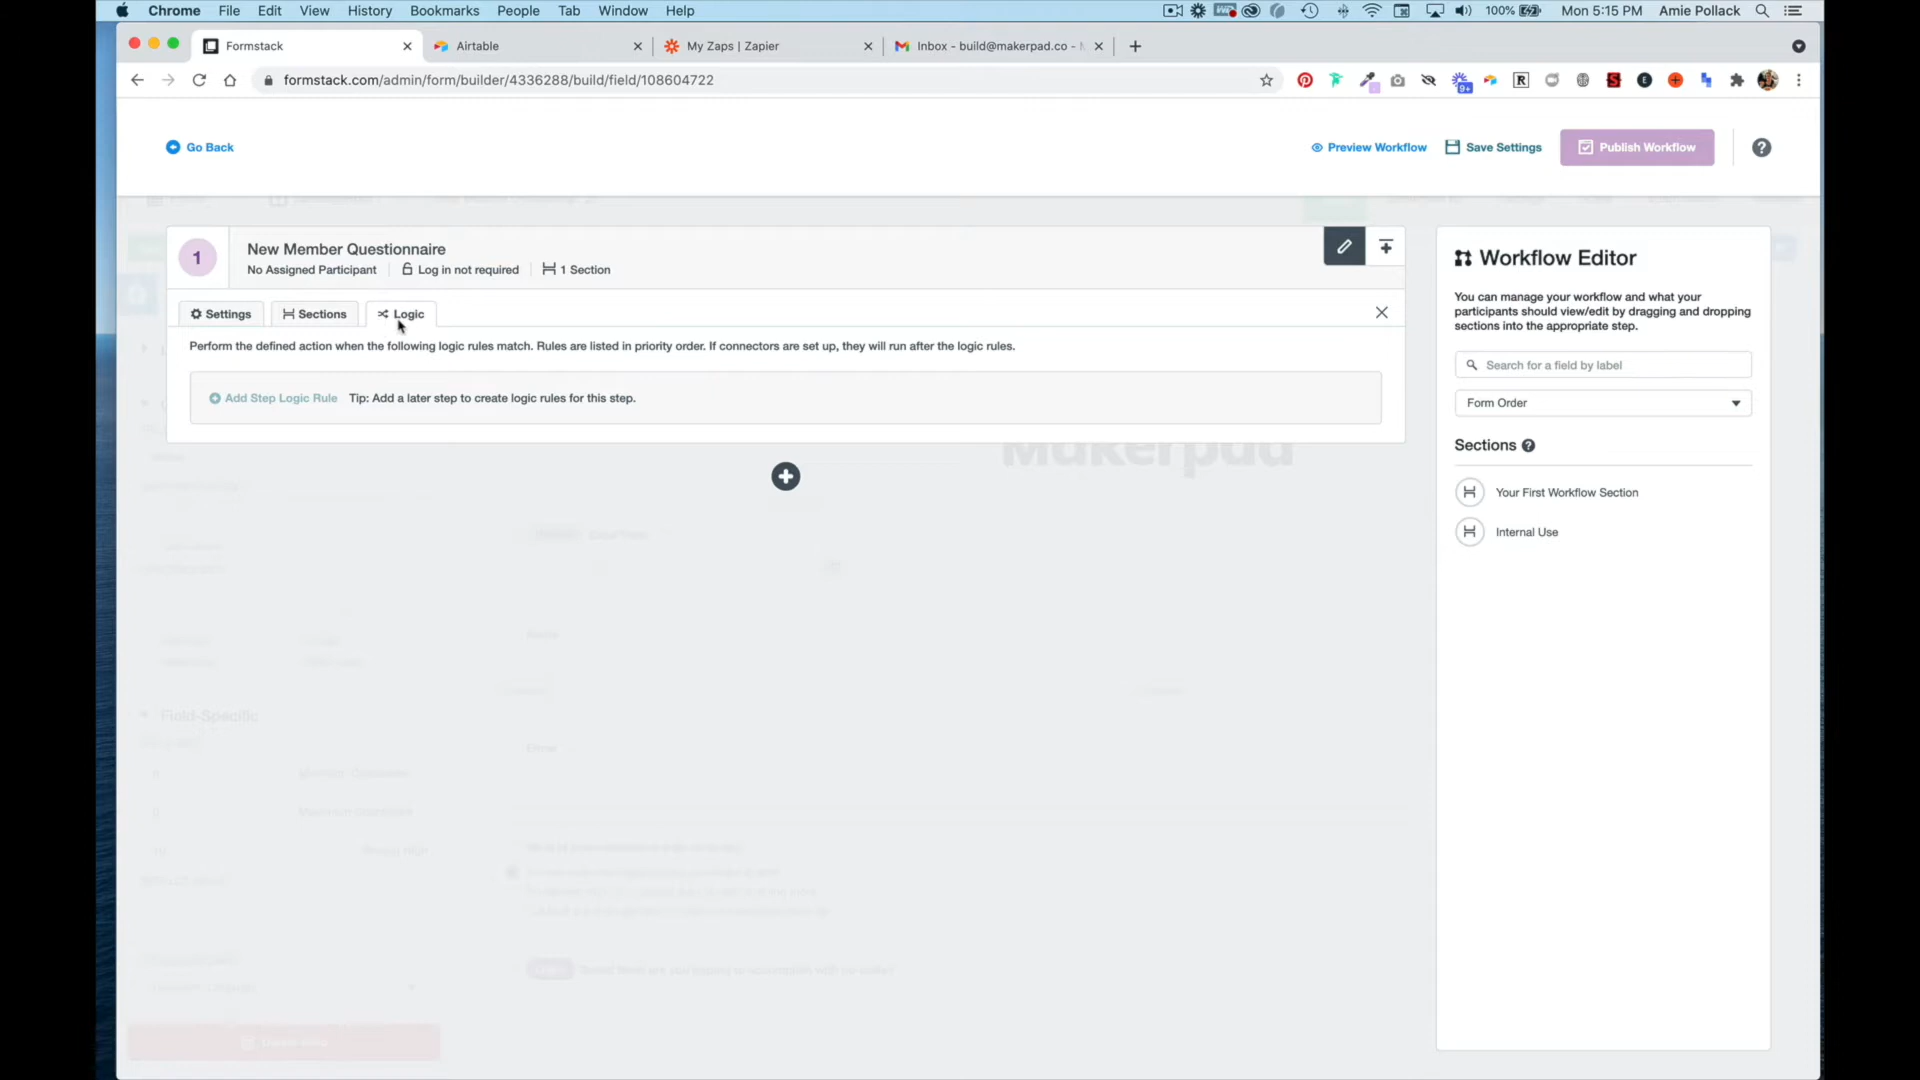 Chrome File Edit View History Bookmarks People Tab Window Help 100% Mon 5:15 PM Amie Pollack
Formstack Airtable My Zaps | Zapier Inbox - build@makerpad.co -
formstack.com/admin/form/builder/4336288/build/field/108604722
9+
Go Back Preview Workflow Save Settings Publish Workflow
1 New Member Questionnaire
No Assigned Participant Log in not required 1 Section
Settings Sections Logic
Perform the defined action when the following logic rules match. Rules are listed in priority order. If connectors are set up, they will run after the logic rules.
Add Step Logic Rule Tip: Add a later step to create logic rules for this step.
Makerpad
Field-Specific
Workflow Editor
You can manage your workflow and what your
participants should view/edit by dragging and dropping
sections into the appropriate step.
Search for a field by label
Form Order
Sections
Your First Workflow Section
Internal Use